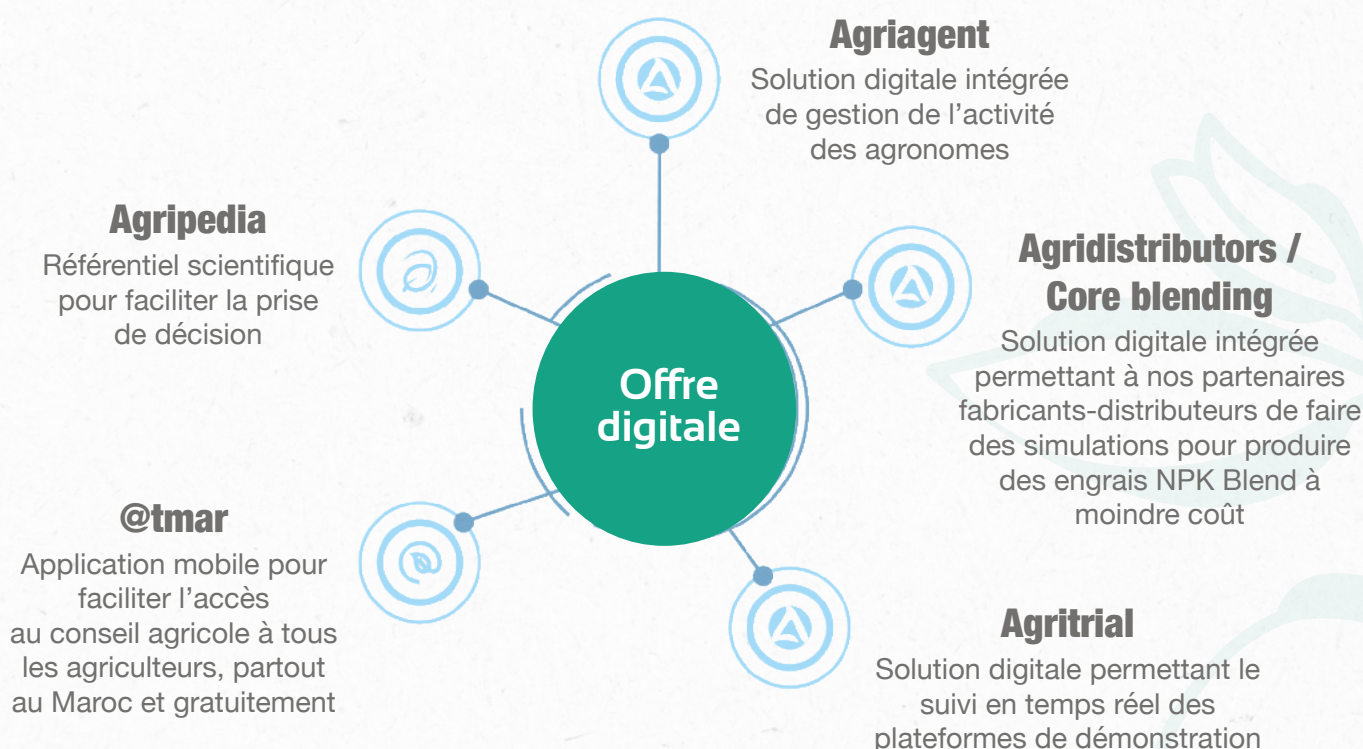 Agriagent
Solution digitale intégrée
de gestion de l’activité
des agronomes
Agripedia
Référentiel scientifique
pour faciliter la prise
de décision
Agridistributors /
Core blending
Solution digitale intégrée
permettant à nos partenaires
fabricants-distributeurs de faire
des simulations pour produire
des engrais NPK Blend à
moindre coût
Offre
digitale
@tmar
Application mobile pour
faciliter l’accès
au conseil agricole à tous
les agriculteurs, partout
au Maroc et gratuitement
Agritrial
Solution digitale permettant le
suivi en temps réel des
plateformes de démonstration